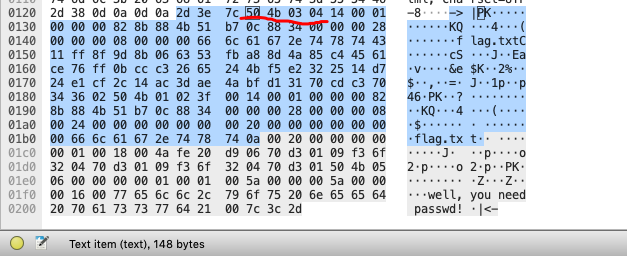 0120 2d 38 0d 0a 0d 0a 2d 3e 7c 50 4b 03 04 14 00 01 −8····−>|PK·····
0130 00 00 00 82 8b 88 4b 51 b7 0c 88 34 00 00 00 28 ······KQ···4···(
0140 00 00 00 08 00 00 00 66 6c 61 67 2e 74 78 74 43 ·······flag.txtC
0150 11 ff 8f 9d 8b 06 63 53 fb a8 8d 4a 85 c4 45 61 ······cS···J··Ea
0160 ce 76 ff 0b cc c3 26 65 24 4b f5 e2 32 25 14 d7 ·v····&e$K··2%··
0170 24 e1 cf 2c 14 ac 3d ae 4a bf d1 31 70 cd c3 70 $··,··=·J··1p··p
0180 34 36 02 50 4b 01 02 3f 00 14 00 01 00 00 00 82 46·PK··?········
0190 8b 88 4b 51 b7 0c 88 34 00 00 00 28 00 00 00 08 ··KQ···4···(····
01a0 00 24 00 00 00 00 00 00 00 20 00 00 00 00 00 00 ·$······· ······
01b0 00 66 6c 61 67 2e 74 78 74 0a 00 20 00 00 00 00 ·flag.txt·· ····
01c0 00 01 00 18 00 4a fe 20 d9 06 70 d3 01 09 f3 6f ·····J· ··p····o
01d0 32 04 70 d3 01 09 f3 6f 32 04 70 d3 01 50 4b 05 2·p····o2·p··PK·
01e0 06 00 00 00 00 01 00 01 00 5a 00 00 00 5a 00 00 ·········Z···Z··
01f0 00 16 00 77 65 6c 6c 2c 79 6f 75 20 6e 65 65 64 ···well,you need
0200 20 70 61 73 73 77 64 21 00 7c 3c 2d passwd!·|<−
Text item (text), 148 bytes